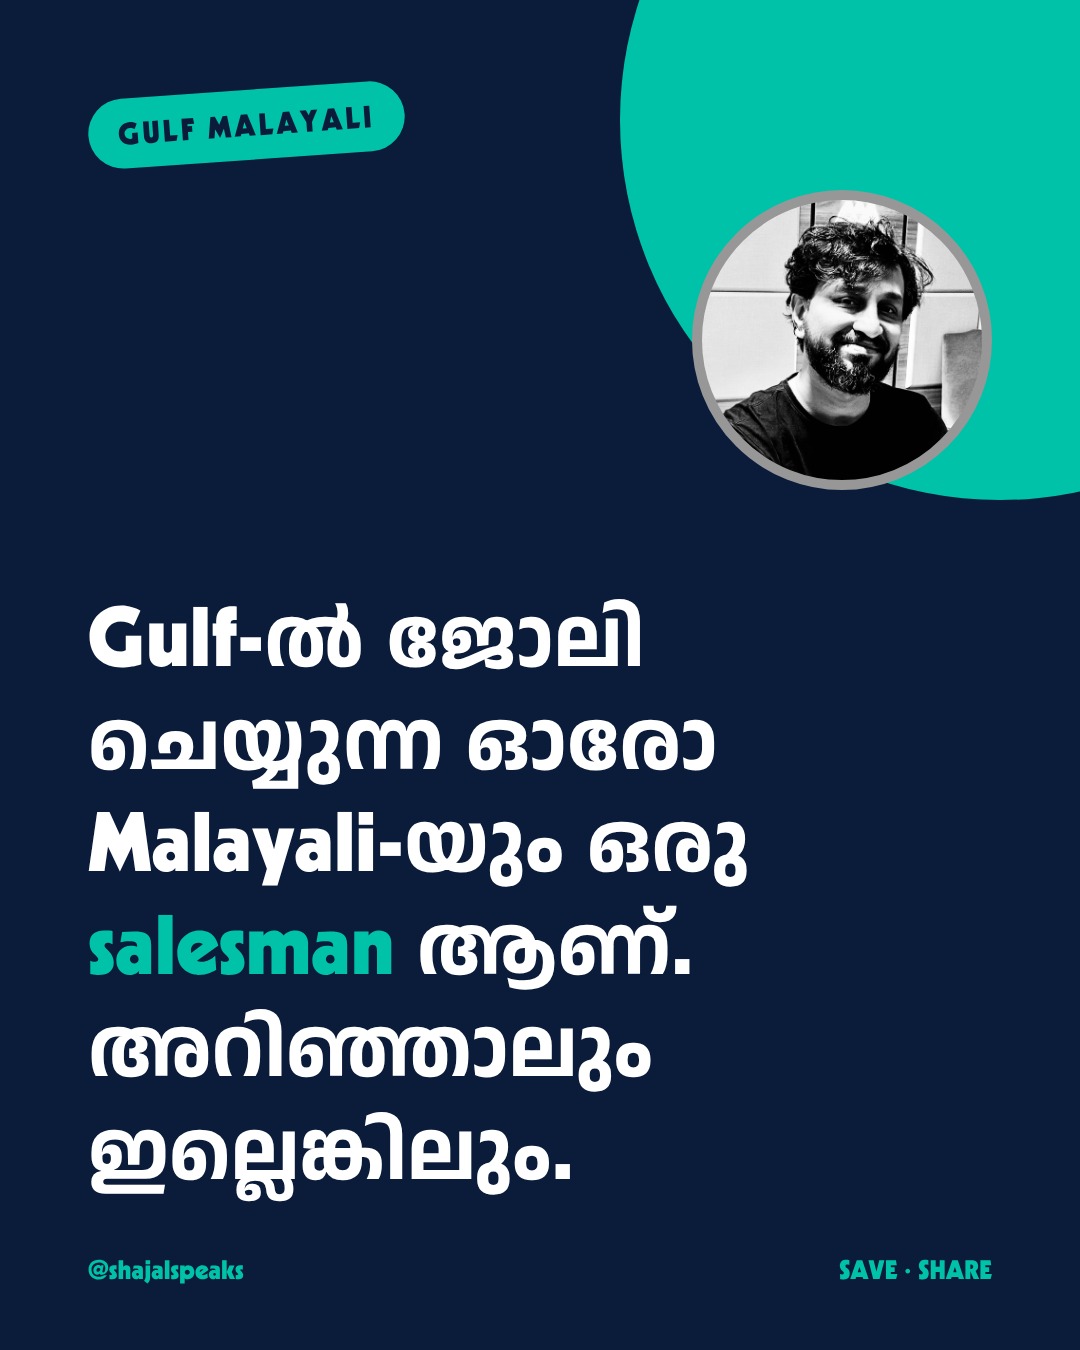 GULF MALAYALI
Gulf-ൽ ജോലി
ചെയ്യുന്ന ഓരോ
Malayali-യും ഒരു
salesman ആണ്.
അറിഞ്ഞാലും
ഇല്ലെങ്കിലും.
@shajalspeaks
SAVE · SHARE